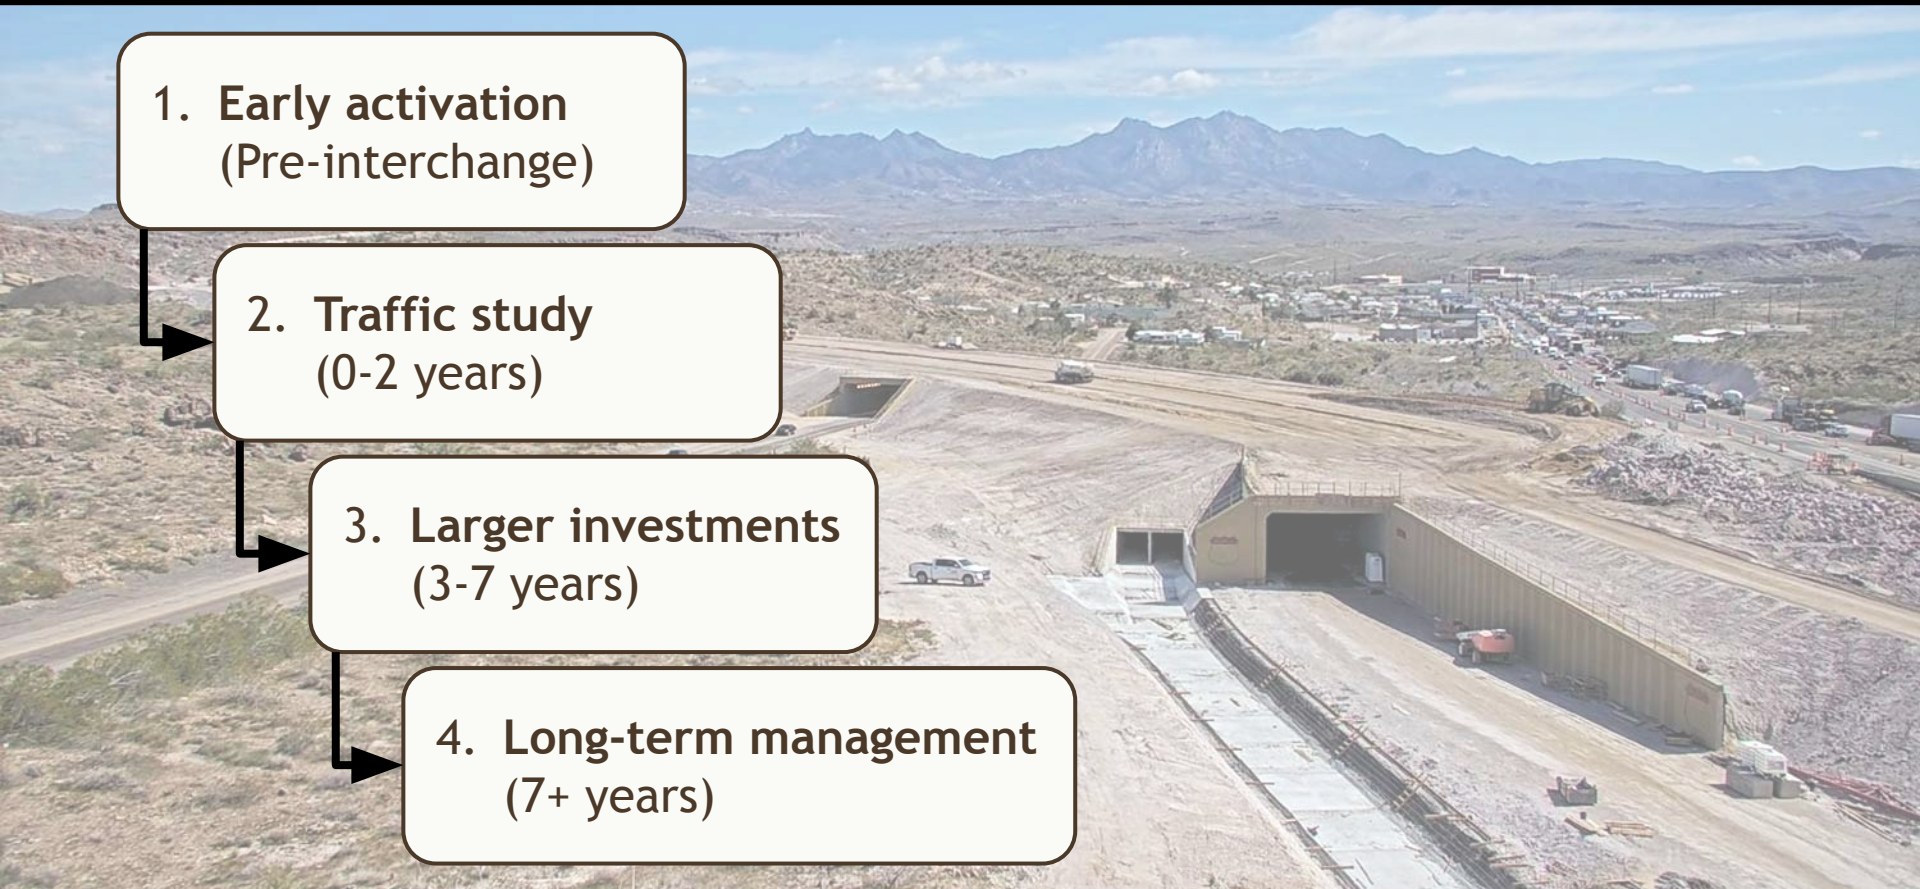 1. Early activation
(Pre-interchange)
2. Traffic study
(0-2 years)
3. Larger investments
(3-7 years)
4. Long-term management
(7+ years)